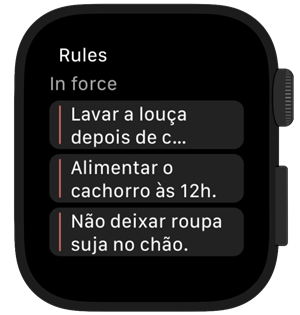 Rules
In force
Lavar a louça
depois de c...
Alimentar o
cachorro às 12h.
Não deixar roupa
suja no chão.